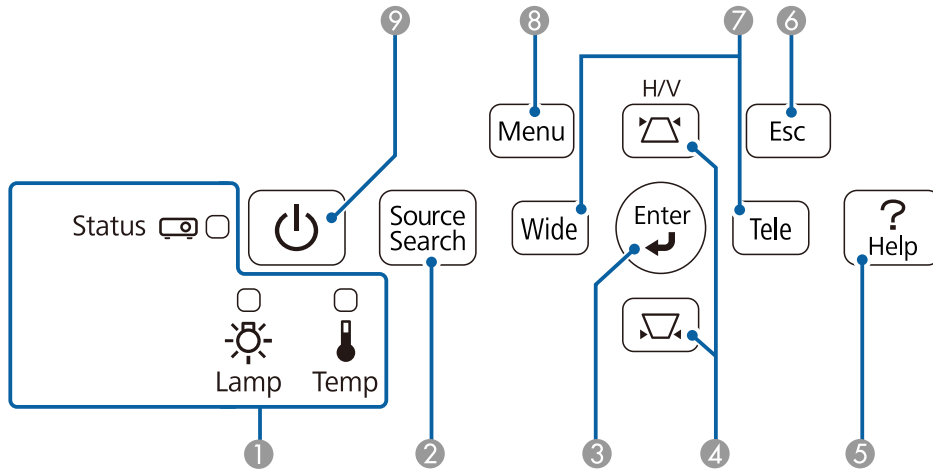 9
8
7
6
H/V
Menu
Esc
Status
Source
Search
Wide
Enter
Tele
?
Help
Lamp
Temp
1
2
3
4
5